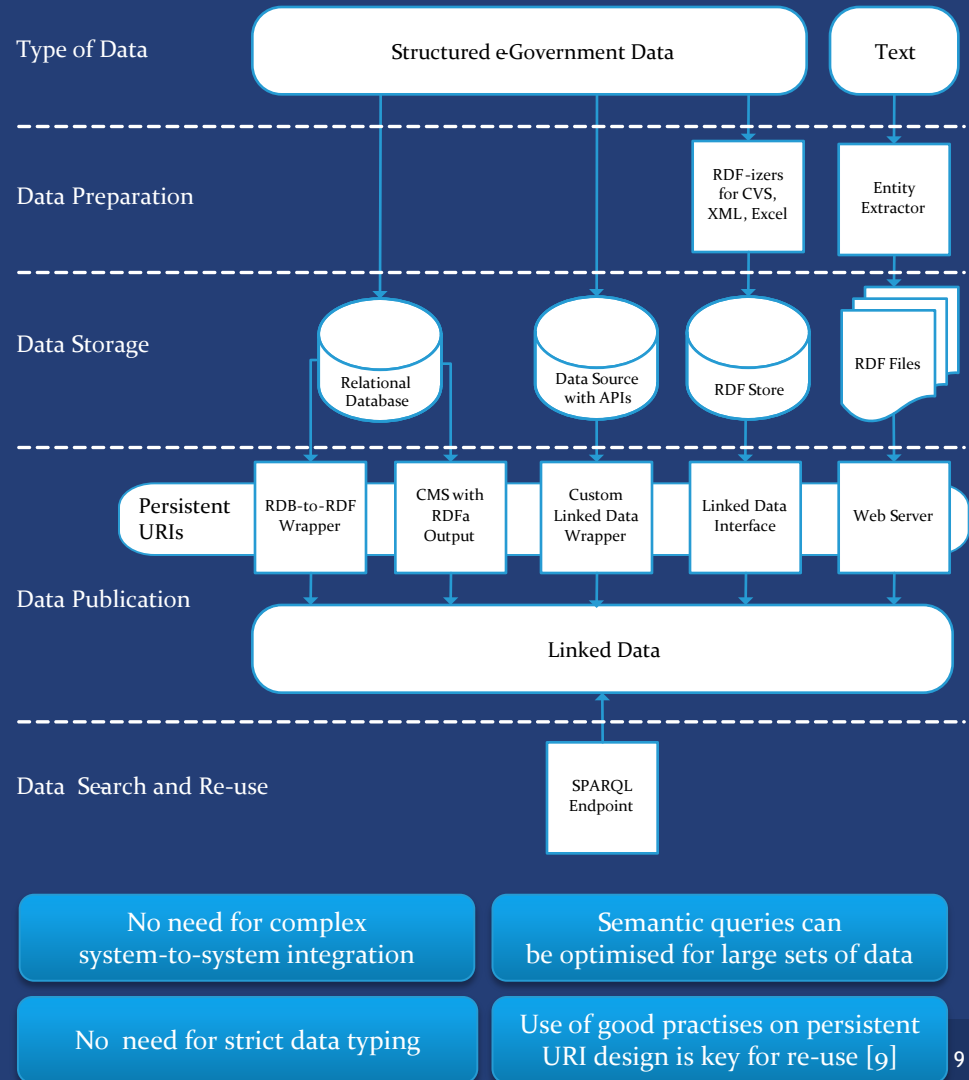 Type of Data
Structured e-Government Data
Text
Data Preparation
RDF-izers
for CVS,
XML, Excel
Entity
Extractor
Data Storage
Relational
Database
Data Source
with APIs
RDF Store
RDF Files
Persistent
URIs
RDB-to-RDF
Wrapper
CMS with
RDFa
Output
Custom
Linked Data
Wrapper
Linked Data
Interface
Web Server
Data Publication
Linked Data
Data Search and Re-use
SPARQL
Endpoint
No need for complex
system-to-system integration
Semantic queries can
be optimised for large sets of data
No need for strict data typing
Use of good practises on persistent
URI design is key for re-use [9]
9